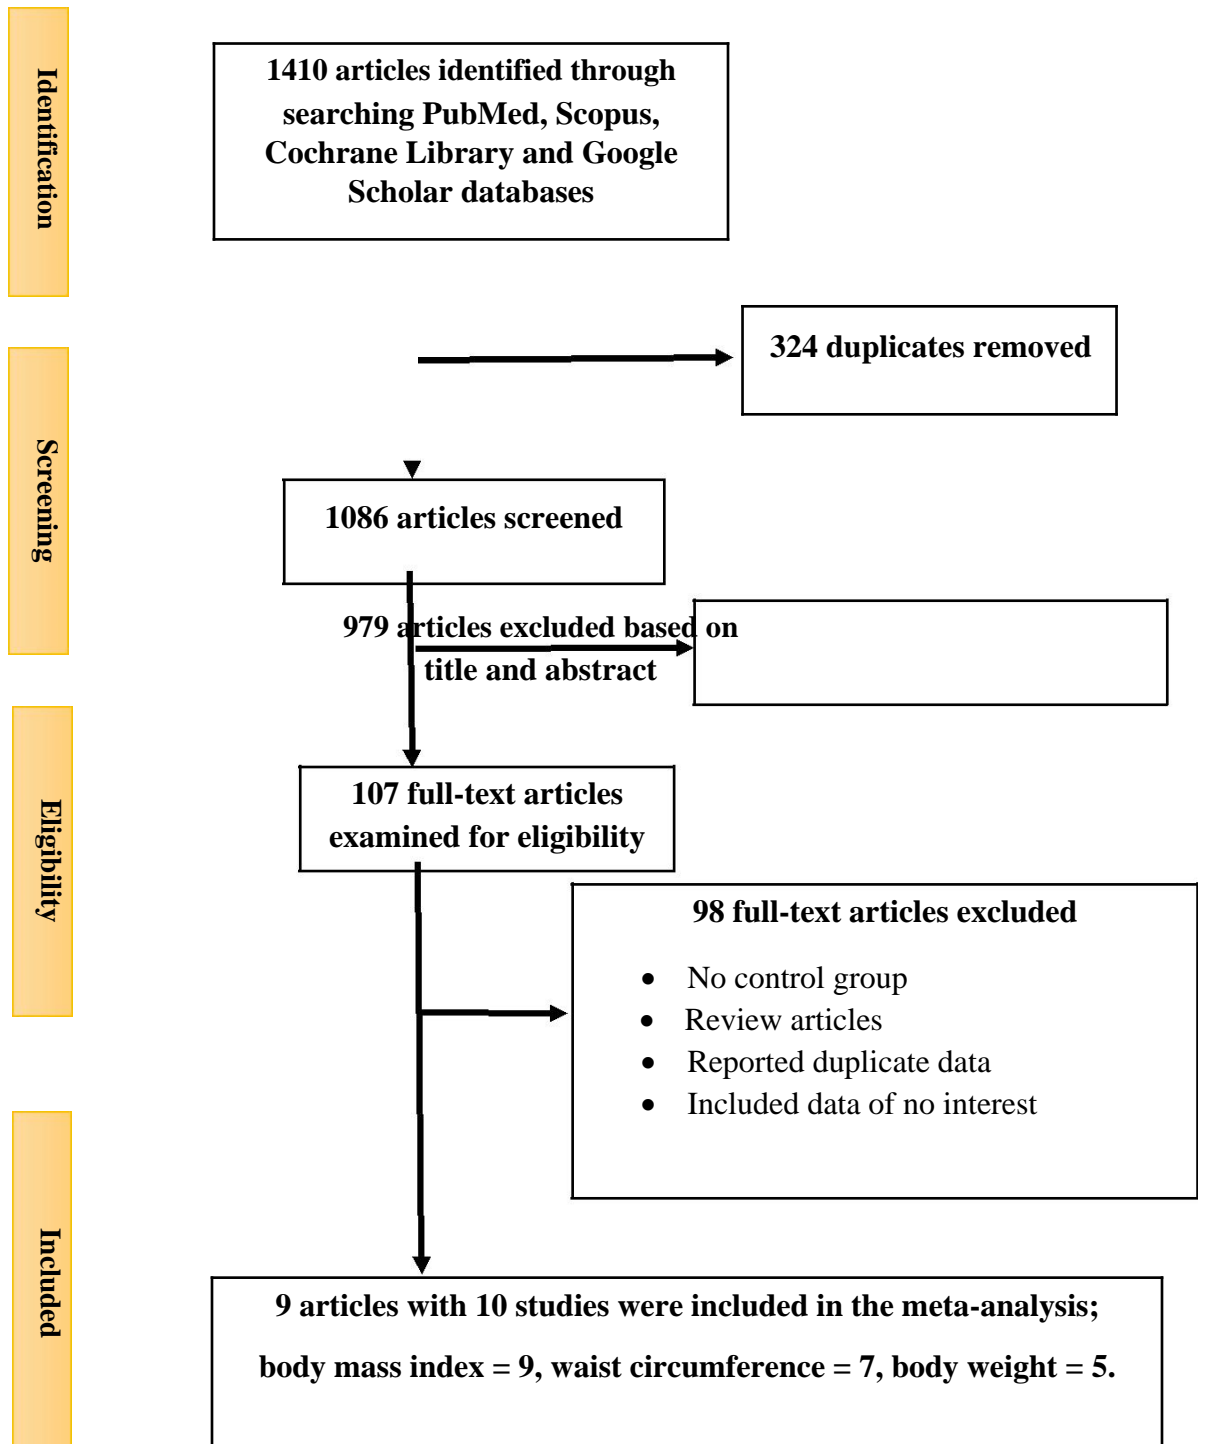 Identification
1410 articles identified through
searching PubMed, Scopus,
Cochrane Library and Google
Scholar databases
324 duplicates removed
Screening
1086 articles screened
979 articles excluded based on
title and abstract
Eligibility
107 full-text articles
examined for eligibility
98 full-text articles excluded
• No control group
• Review articles
• Reported duplicate data
• Included data of no interest
Included
9 articles with 10 studies were included in the meta-analysis;
body mass index = 9, waist circumference = 7, body weight = 5.